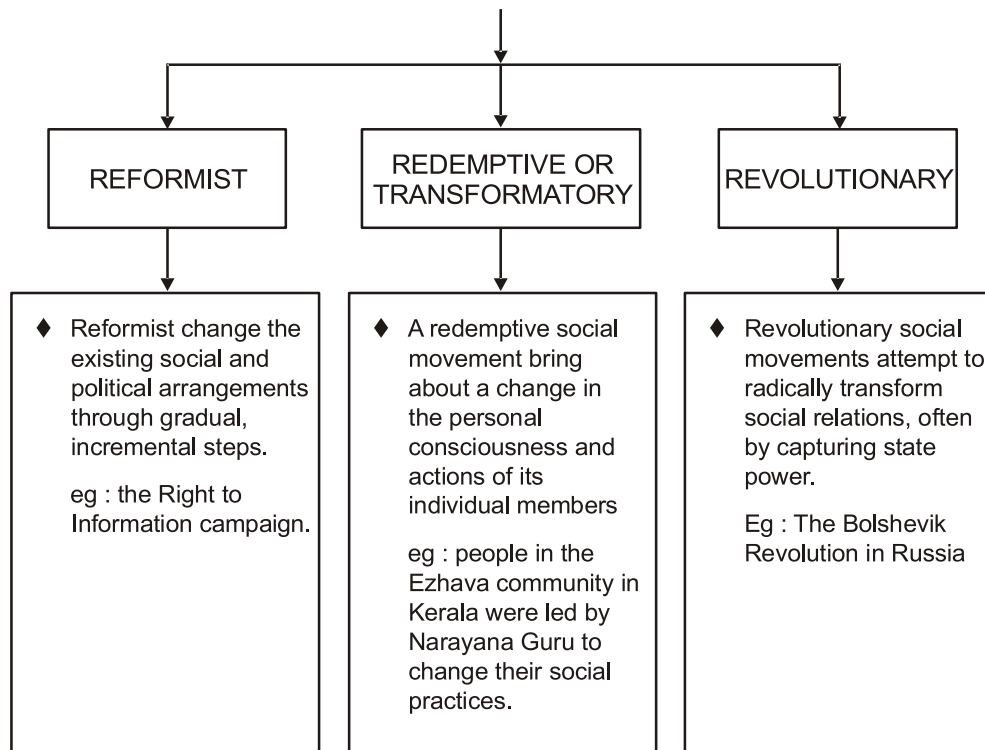 REFORMIST
REDEMPTIVE OR
TRANSFORMATORY
REVOLUTIONARY
♦ Reformist change the
existing social and
political arrangements
through gradual,
incremental steps.
eg : the Right to
Information campaign.
♦ A redemptive social
movement bring
about a change in
the personal
consciousness and
actions of its
individual members
eg : people in the
Ezhava community in
Kerala were led by
Narayana Guru to
change their social
practices.
♦ Revolutionary social
movements attempt to
radically transform
social relations, often
by capturing state
power.
Eg : The Bolshevik
Revolution in Russia